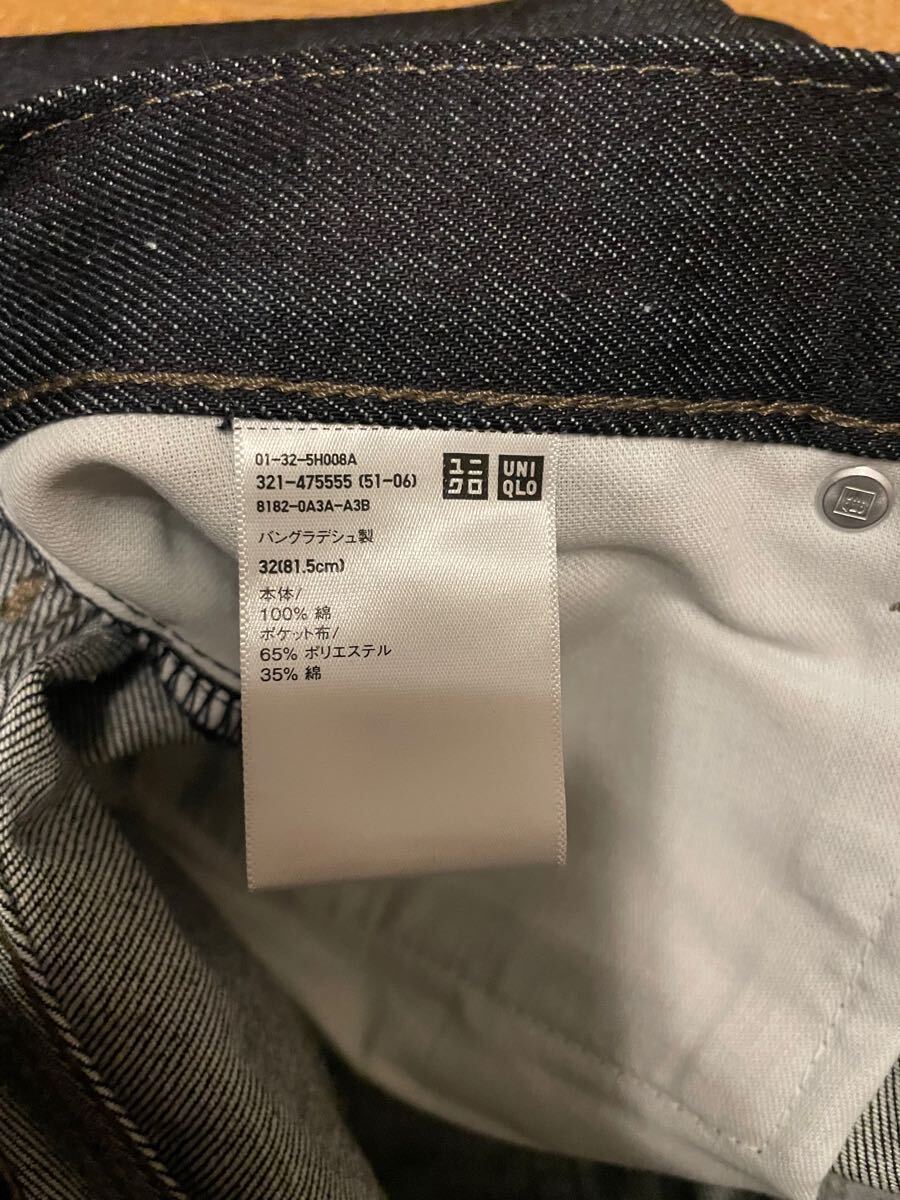 01-32-5H008A
321-475555 (51-06)
8182-0A3A-A3B
ユニ
クロ
UNI
QLO
バングラデシュ製
32(81.5cm)
本体/
100% 綿
ポケット布/
65% ポリエステル
35% 綿